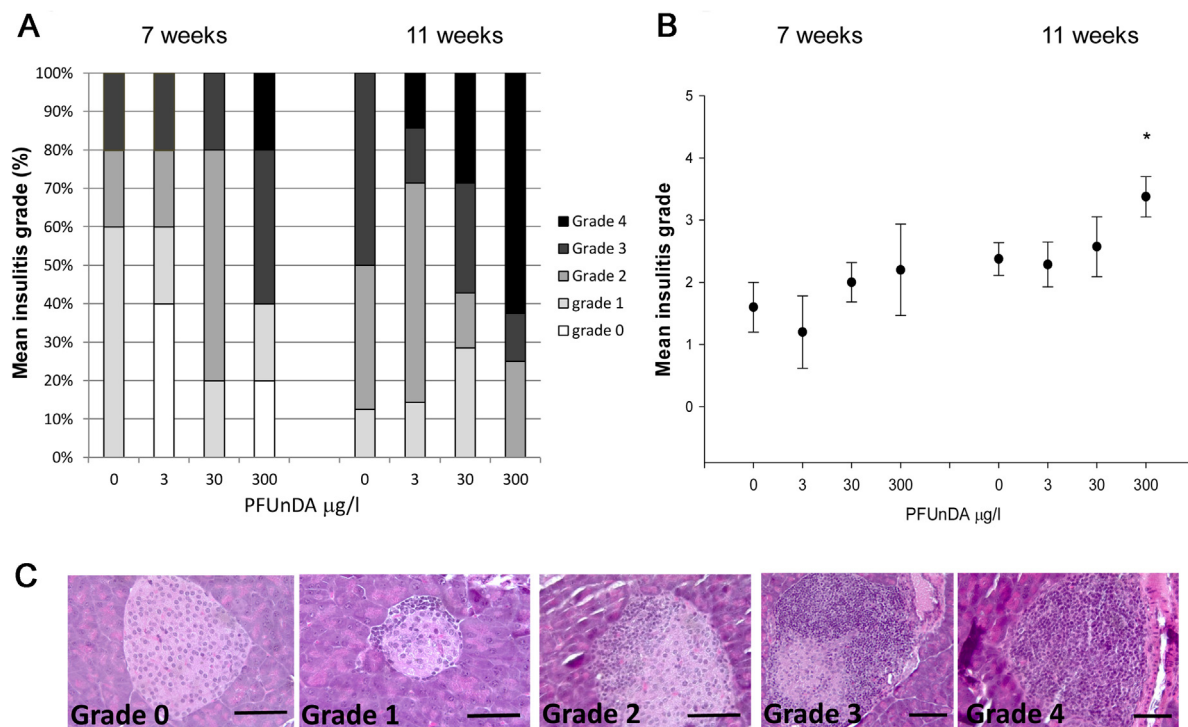 A
7 weeks
11 weeks
Mean insulitis grade (%)
100%
90%
80%
70%
60%
50%
40%
30%
20%
10%
0%
0 3 30 300 0 3 30 300
PFUnDA μg/l
Grade 4
Grade 3
Grade 2
grade 1
grade 0
B
7 weeks
11 weeks
Mean insulitis grade
5
4
3
2
1
0
*
0 3 30 300 0 3 30 300
PFUnDA μg/l
C
Grade 0
Grade 1
Grade 2
Grade 3
Grade 4